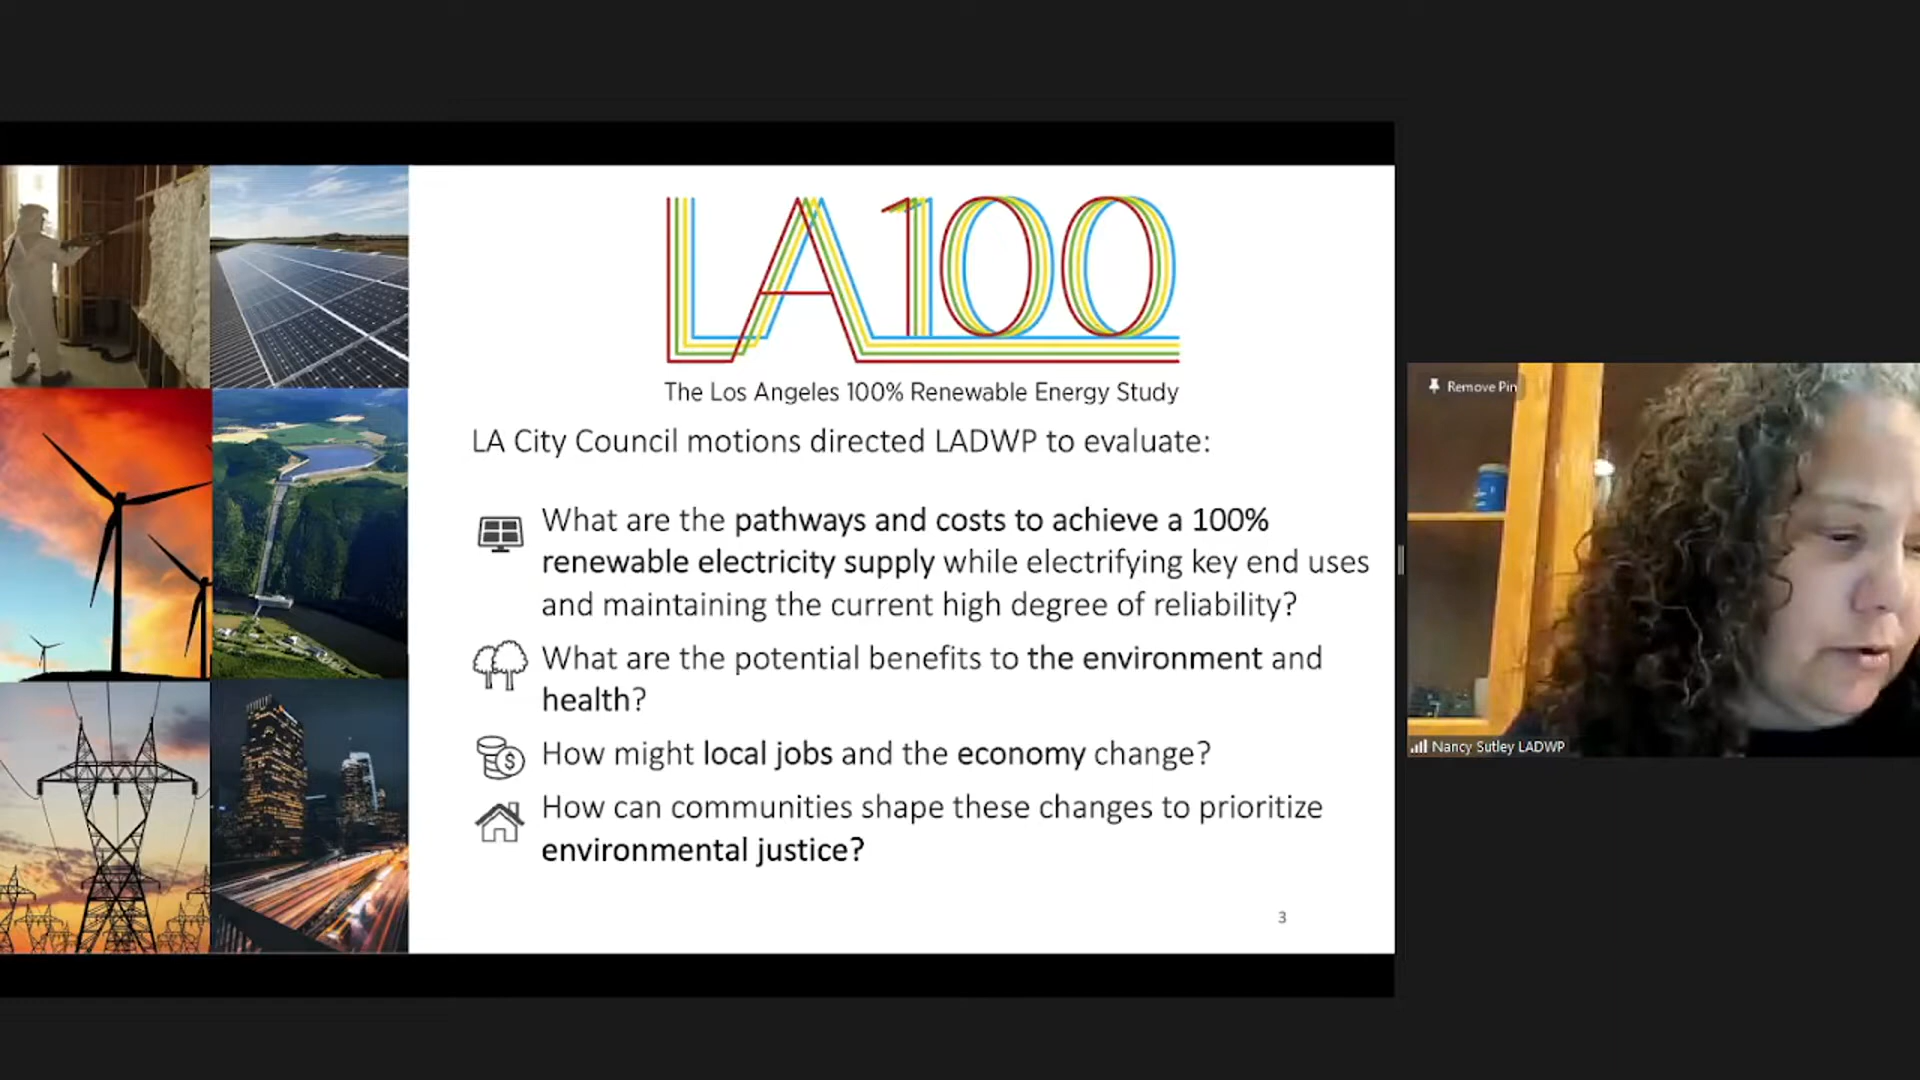 LA100
The Los Angeles 100% Renewable Energy Study
LA City Council motions directed LADWP to evaluate:
What are the pathways and costs to achieve a 100%
renewable electricity supply while electrifying key end uses
and maintaining the current high degree of reliability?
What are the potential benefits to the environment and
health?
How might local jobs and the economy change?
How can communities shape these changes to prioritize
environmental justice?
3
Remove Pin
Nancy Sutley LADWP